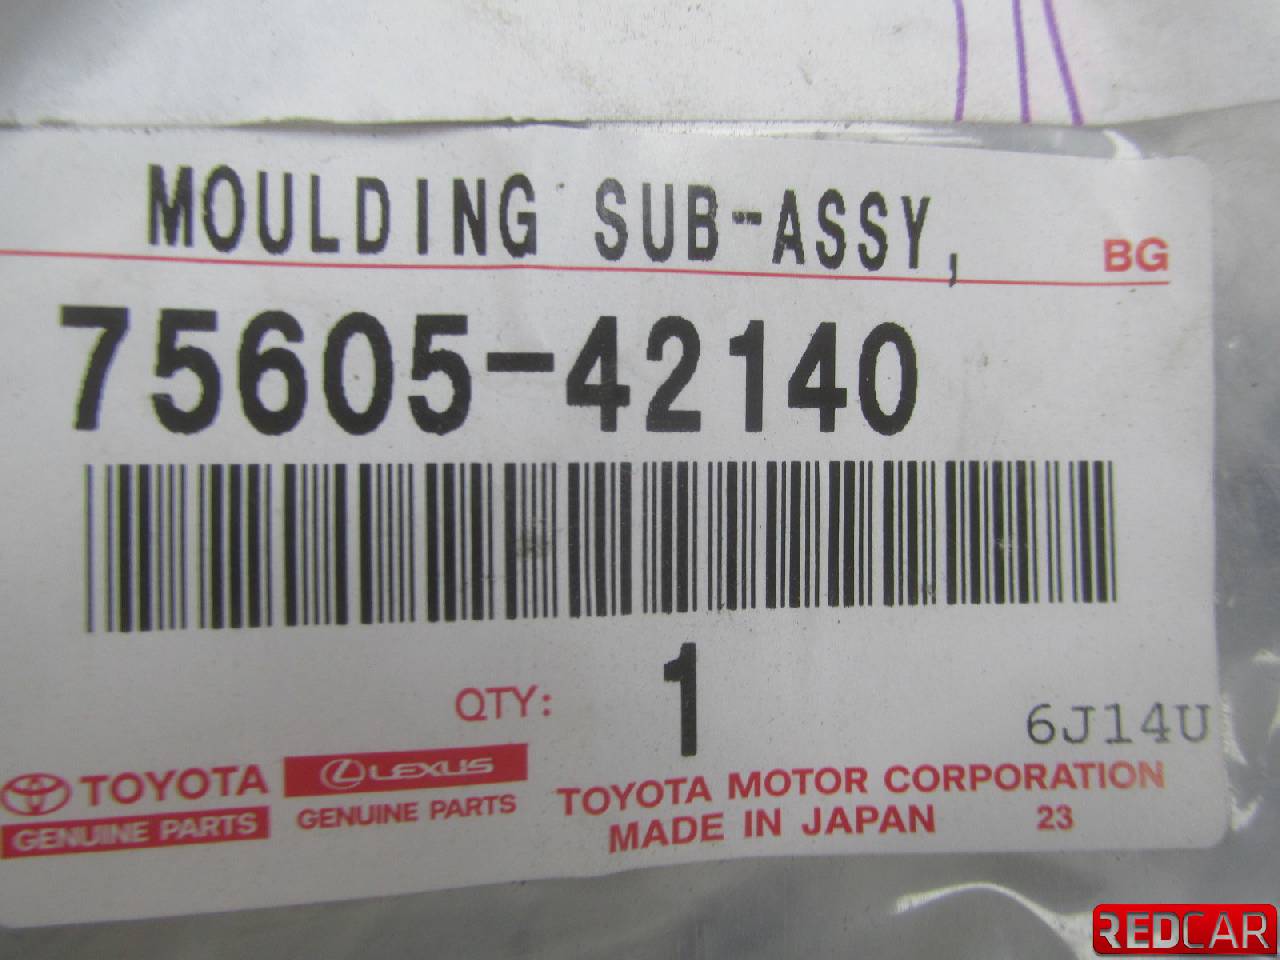 MOULDING SUB-ASSY,
BG
75605-42140
QTY: 1
6J14U
TOYOTA
GENUINE PARTS
LEXUS
GENUINE PARTS
TOYOTA MOTOR CORPORATION
MADE IN JAPAN 23
REDCAR